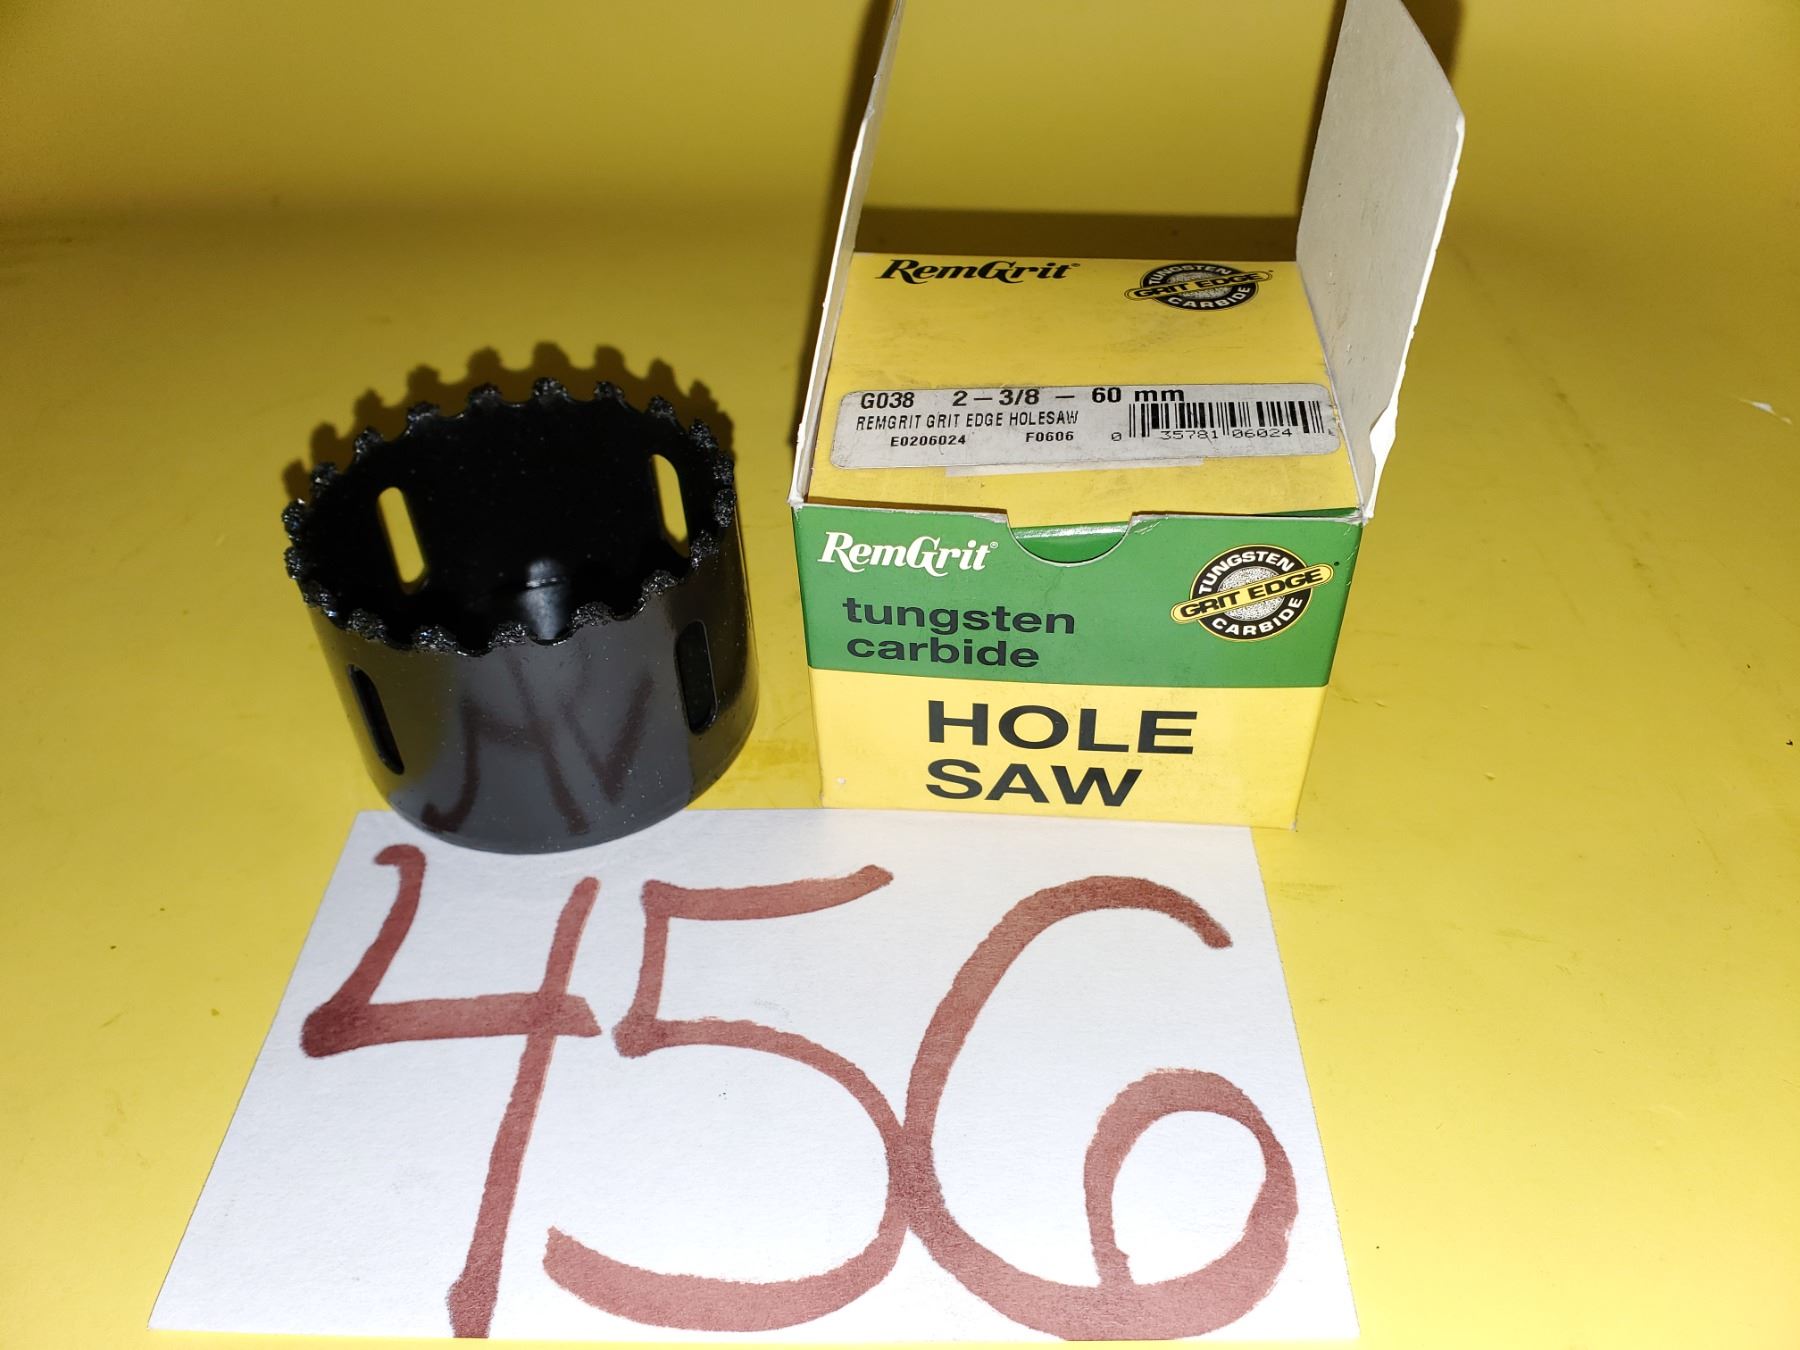 RemGrit®
TUNGSTEN
GRIT EDGE
CARBIDE
G038 2-3/8 - 60 mm
REMGRIT GRIT EDGE HOLESAW
E0206024 F0606 0 35781 06024
RemGrit®
TUNGSTEN
GRIT EDGE
CARBIDE
tungsten
carbide
HOLE
SAW
456